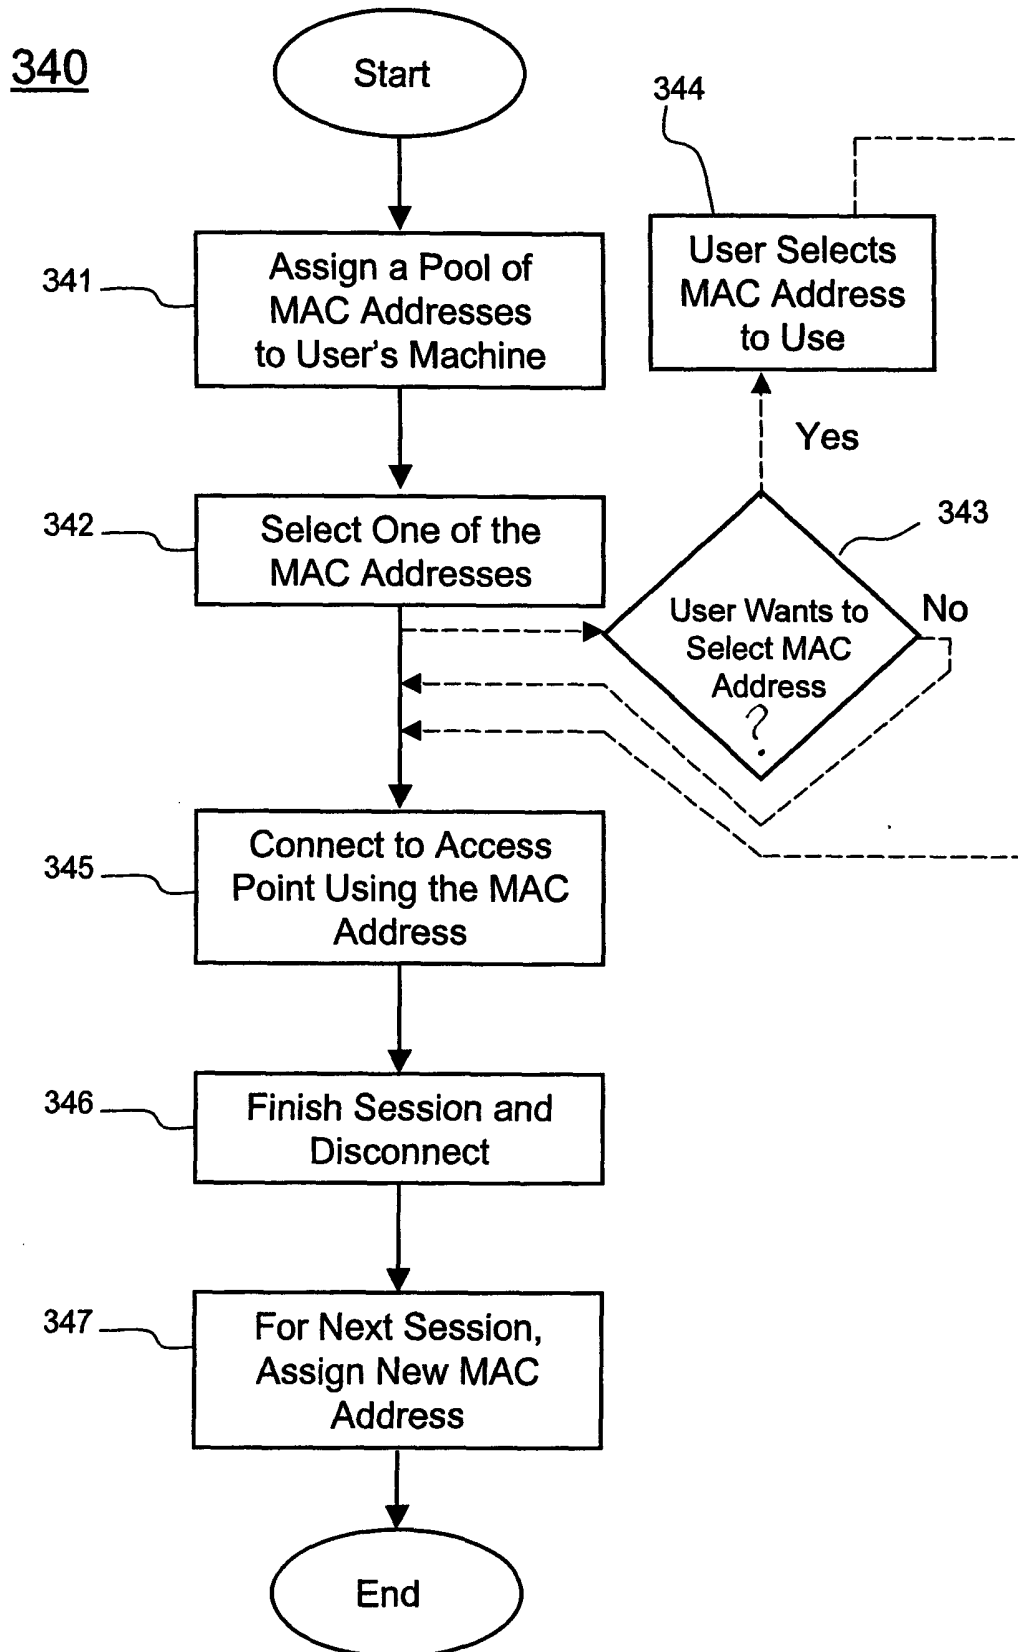 340
Start
341
Assign a Pool of
MAC Addresses
to User's Machine
342
Select One of the
MAC Addresses
343
User Wants to
Select MAC
Address
?
Yes
No
344
User Selects
MAC Address
to Use
345
Connect to Access
Point Using the MAC
Address
346
Finish Session and
Disconnect
347
For Next Session,
Assign New MAC
Address
End